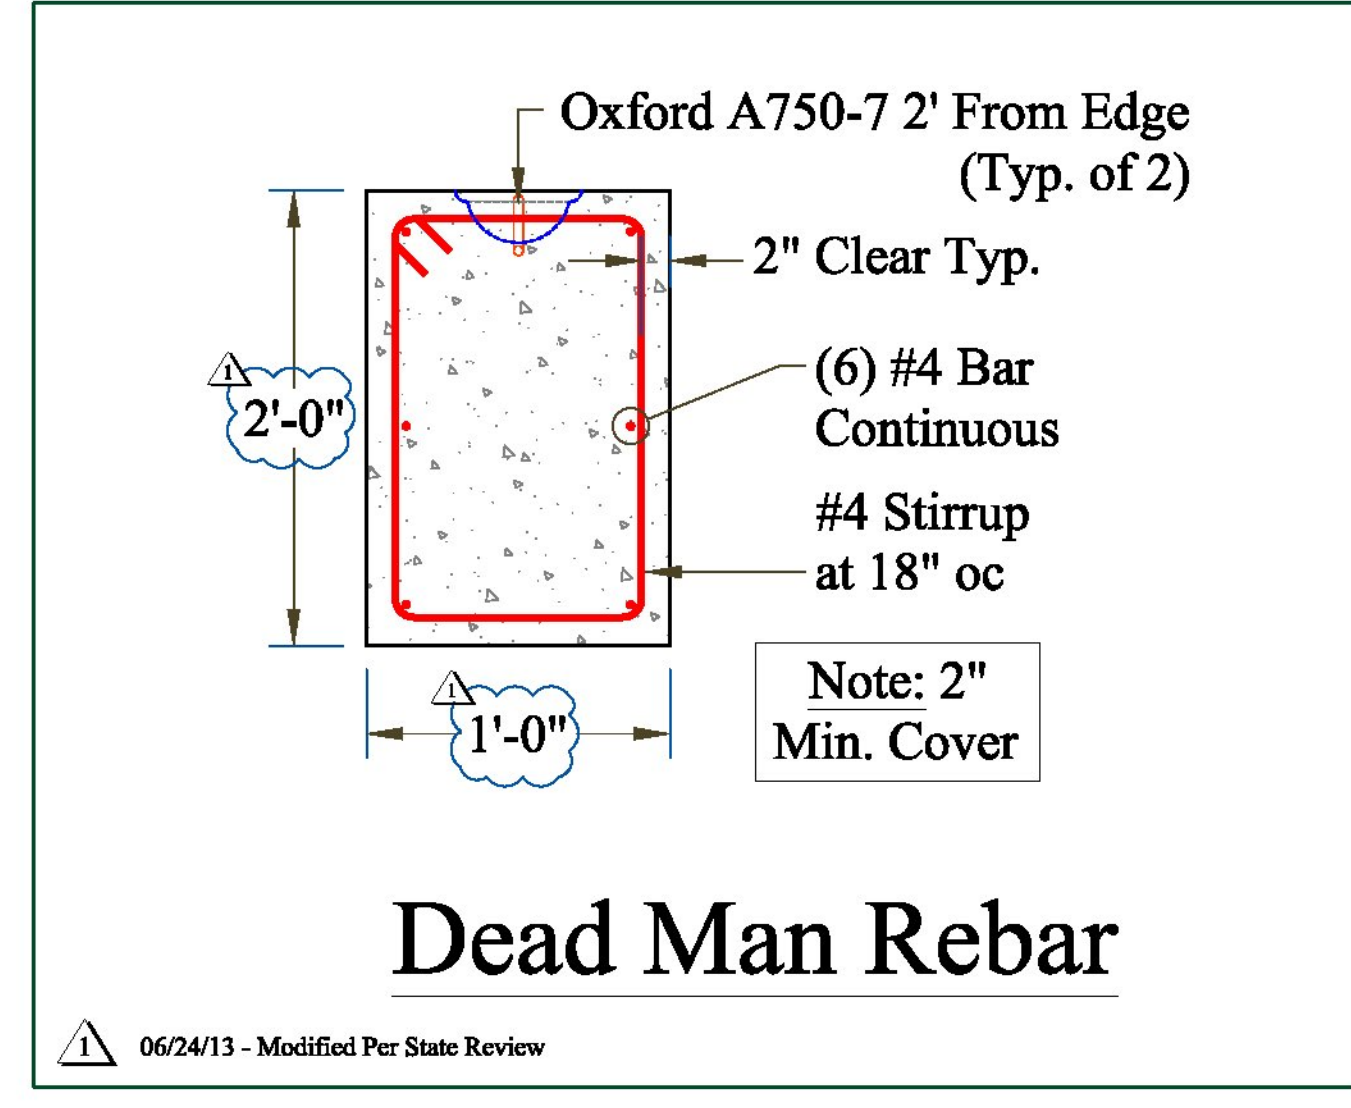 Oxford A750-7 2' From Edge
(Typ. of 2)
2" Clear Typ.
(6) #4 Bar
Continuous
1
2'-0"
#4 Stirrup
at 18" oc
Note: 2"
Min. Cover
1
1'-0"
Dead Man Rebar
1 06/24/13 - Modified Per State Review